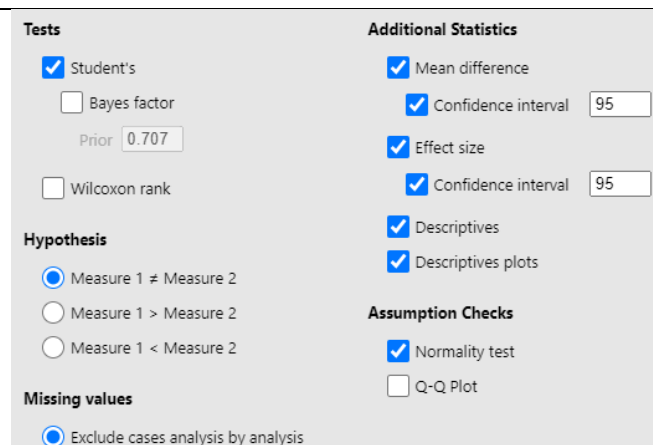 Tests
Student's
Bayes factor
Prior 0.707
Wilcoxon rank
Hypothesis
Measure 1 ≠ Measure 2
Measure 1 > Measure 2
Measure 1 < Measure 2
Missing values
Exclude cases analysis by analysis
Additional Statistics
Mean difference
Confidence interval 95
Effect size
Confidence interval 95
Descriptives
Descriptives plots
Assumption Checks
Normality test
Q-Q Plot